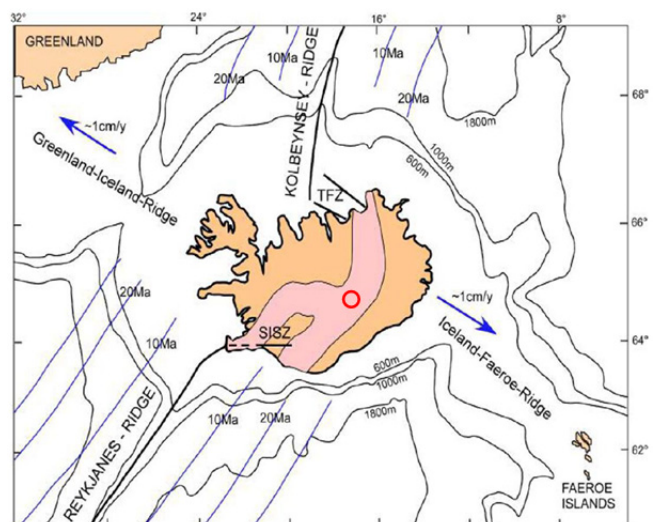 32°
24°
16°
8°
GREENLAND
10Ma
20Ma
KOLBEYNSEY - RIDGE
10Ma
20Ma
1800m
68°
~1cm/y
Greenland-Iceland-Ridge
1000m
600m
TFZ
66°
20Ma
10Ma
~1cm/y
Iceland-Faeroe-Ridge
SISZ
64°
600m
1000m
10Ma
20Ma
1800m
REYKJANES - RIDGE
62°
FAEROE
ISLANDS